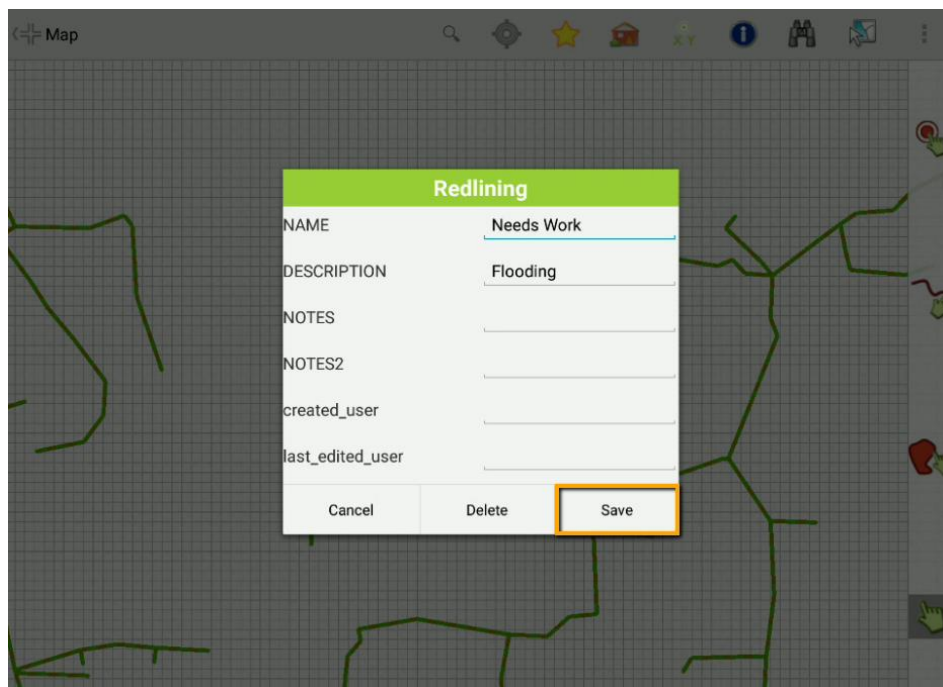 Map
X Y
Redlining
NAME Needs Work
DESCRIPTION Flooding
NOTES
NOTES2
created_user
last_edited_user
Cancel Delete Save